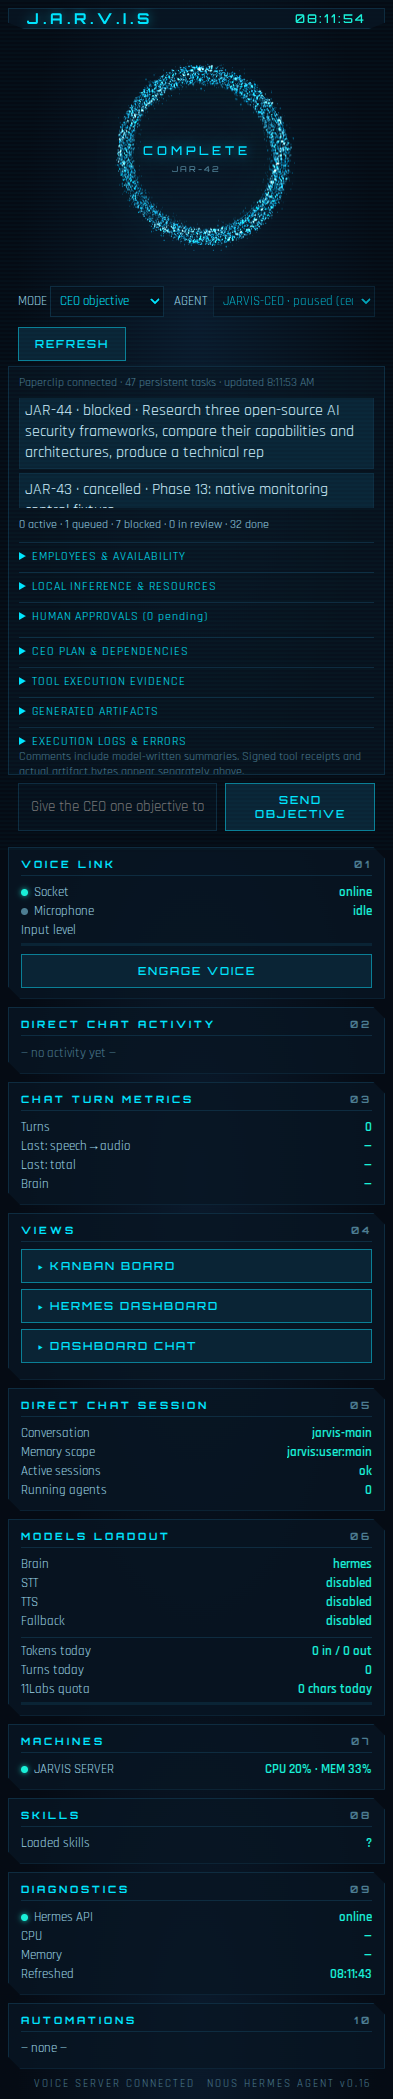 J.A.R.V.I.S 08:11:54
COMPLETE
JAR-42
MODE CEO objective AGENT JARVIS-CEO · paused (cer
REFRESH
Paperclip connected · 47 persistent tasks · updated 8:11:53 AM
JAR-44 · blocked · Research three open-source AI
security frameworks, compare their capabilities and
architectures, produce a technical rep
JAR-43 · cancelled · Phase 13: native monitoring
control fixture
0 active · 1 queued · 7 blocked · 0 in review · 32 done
▶ EMPLOYEES & AVAILABILITY
▶ LOCAL INFERENCE & RESOURCES
▶ HUMAN APPROVALS (0 pending)
▶ CEO PLAN & DEPENDENCIES
▶ TOOL EXECUTION EVIDENCE
▶ GENERATED ARTIFACTS
▶ EXECUTION LOGS & ERRORS
Comments include model-written summaries. Signed tool receipts and
actual artifact bytes appear separately above.
Give the CEO one objective to
SEND
OBJECTIVE
VOICE LINK 01
Socket online
Microphone idle
Input level
ENGAGE VOICE
DIRECT CHAT ACTIVITY 02
— no activity yet —
CHAT TURN METRICS 03
Turns 0
Last: speech→audio —
Last: total —
Brain —
VIEWS 04
▸ KANBAN BOARD
▸ HERMES DASHBOARD
▸ DASHBOARD CHAT
DIRECT CHAT SESSION 05
Conversation jarvis-main
Memory scope jarvis:user:main
Active sessions ok
Running agents 0
MODELS LOADOUT 06
Brain hermes
STT disabled
TTS disabled
Fallback disabled
Tokens today 0 in / 0 out
Turns today 0
11Labs quota 0 chars today
MACHINES 07
JARVIS SERVER CPU 20% · MEM 33%
SKILLS 08
Loaded skills ?
DIAGNOSTICS 09
Hermes API online
CPU —
Memory —
Refreshed 08:11:43
AUTOMATIONS 10
— none —
VOICE SERVER CONNECTED NOUS HERMES AGENT v0.16